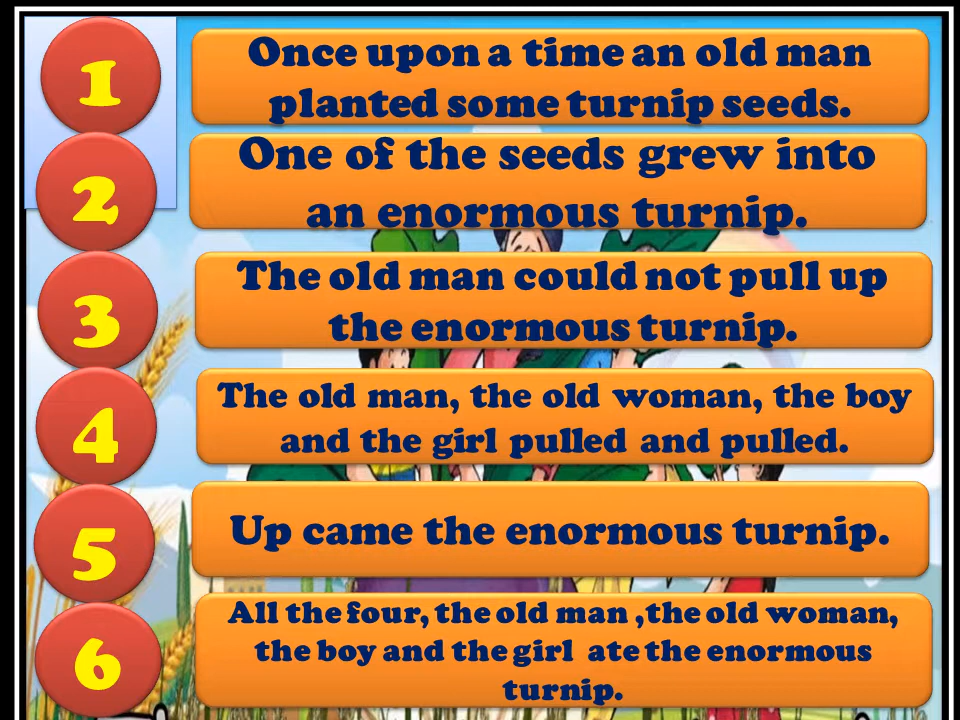 1
Once upon a time an old man
planted some turnip seeds.
2
One of the seeds grew into
an enormous turnip.
3
The old man could not pull up
the enormous turnip.
4
The old man, the old woman, the boy
and the girl pulled and pulled.
5
Up came the enormous turnip.
6
All the four, the old man ,the old woman,
the boy and the girl ate the enormous
turnip.